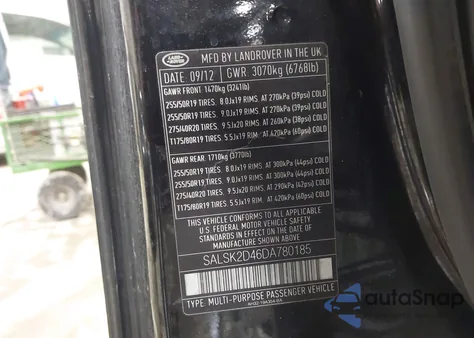 LAND ROVER
MFD BY LANDROVER IN THE UK
DATE: 09/12 GWR 3070kg (6768lb)
GAWR FRONT 1470kg (3241lb)
255/50R19 TIRES. 8.0Jx19 RIMS. AT 270kPa (39psi) COLD
255/50R19 TIRES. 9.0Jx19 RIMS. AT 270kPa (39psi) COLD
275/40R20 TIRES. 9.5Jx20 RIMS. AT 260kPa (38psi) COLD
T175/80R19 TIRES. 5.5Jx19 RIM. AT 420kPa (60psi) COLD
GAWR REAR 1710kg (3770lb)
255/50R19 TIRES. 8.0Jx19 RIMS. AT 300kPa (44psi) COLD
255/50R19 TIRES. 9.0Jx19 RIMS. AT 300kPa (44psi) COLD
275/40R20 TIRES. 9.5Jx20 RIMS. AT 290kPa (42psi) COLD
T175/80R19 TIRES. 5.5Jx19 RIM. AT 420kPa (60psi) COLD
THIS VEHICLE CONFORMS TO ALL APPLICABLE
U.S. FEDERAL MOTOR VEHICLE SAFETY
STANDARDS IN EFFECT ON THE DATE OF
MANUFACTURE SHOWN ABOVE
SALSK2D46DA780185
TYPE: MULTI-PURPOSE PASSENGER VEHICLE
autoSnap